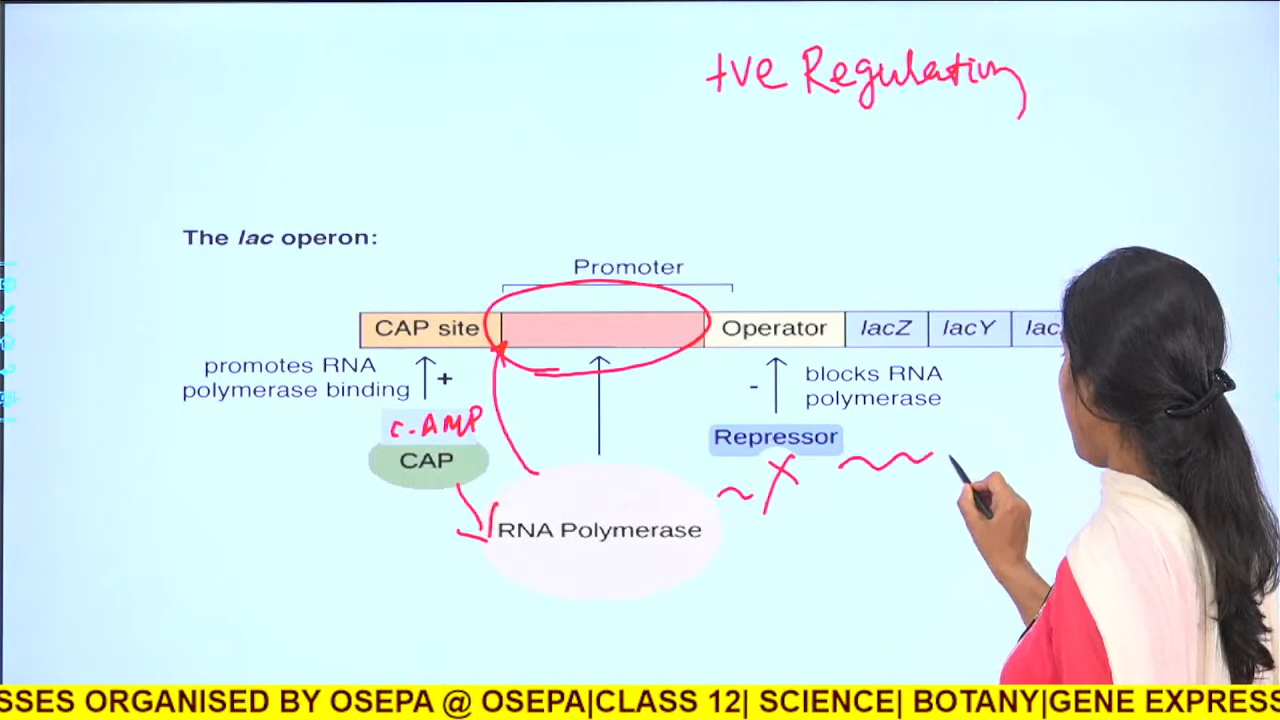 +ve Regulation
The lac operon:
Promoter
CAP site
Operator
lacZ
lacY
lac
promotes RNA
polymerase binding
+
-
blocks RNA
polymerase
c.AMP
CAP
Repressor
RNA Polymerase
SSES ORGANISED BY OSEPA @ OSEPA|CLASS 12| SCIENCE| BOTANY|GENE EXPRESS